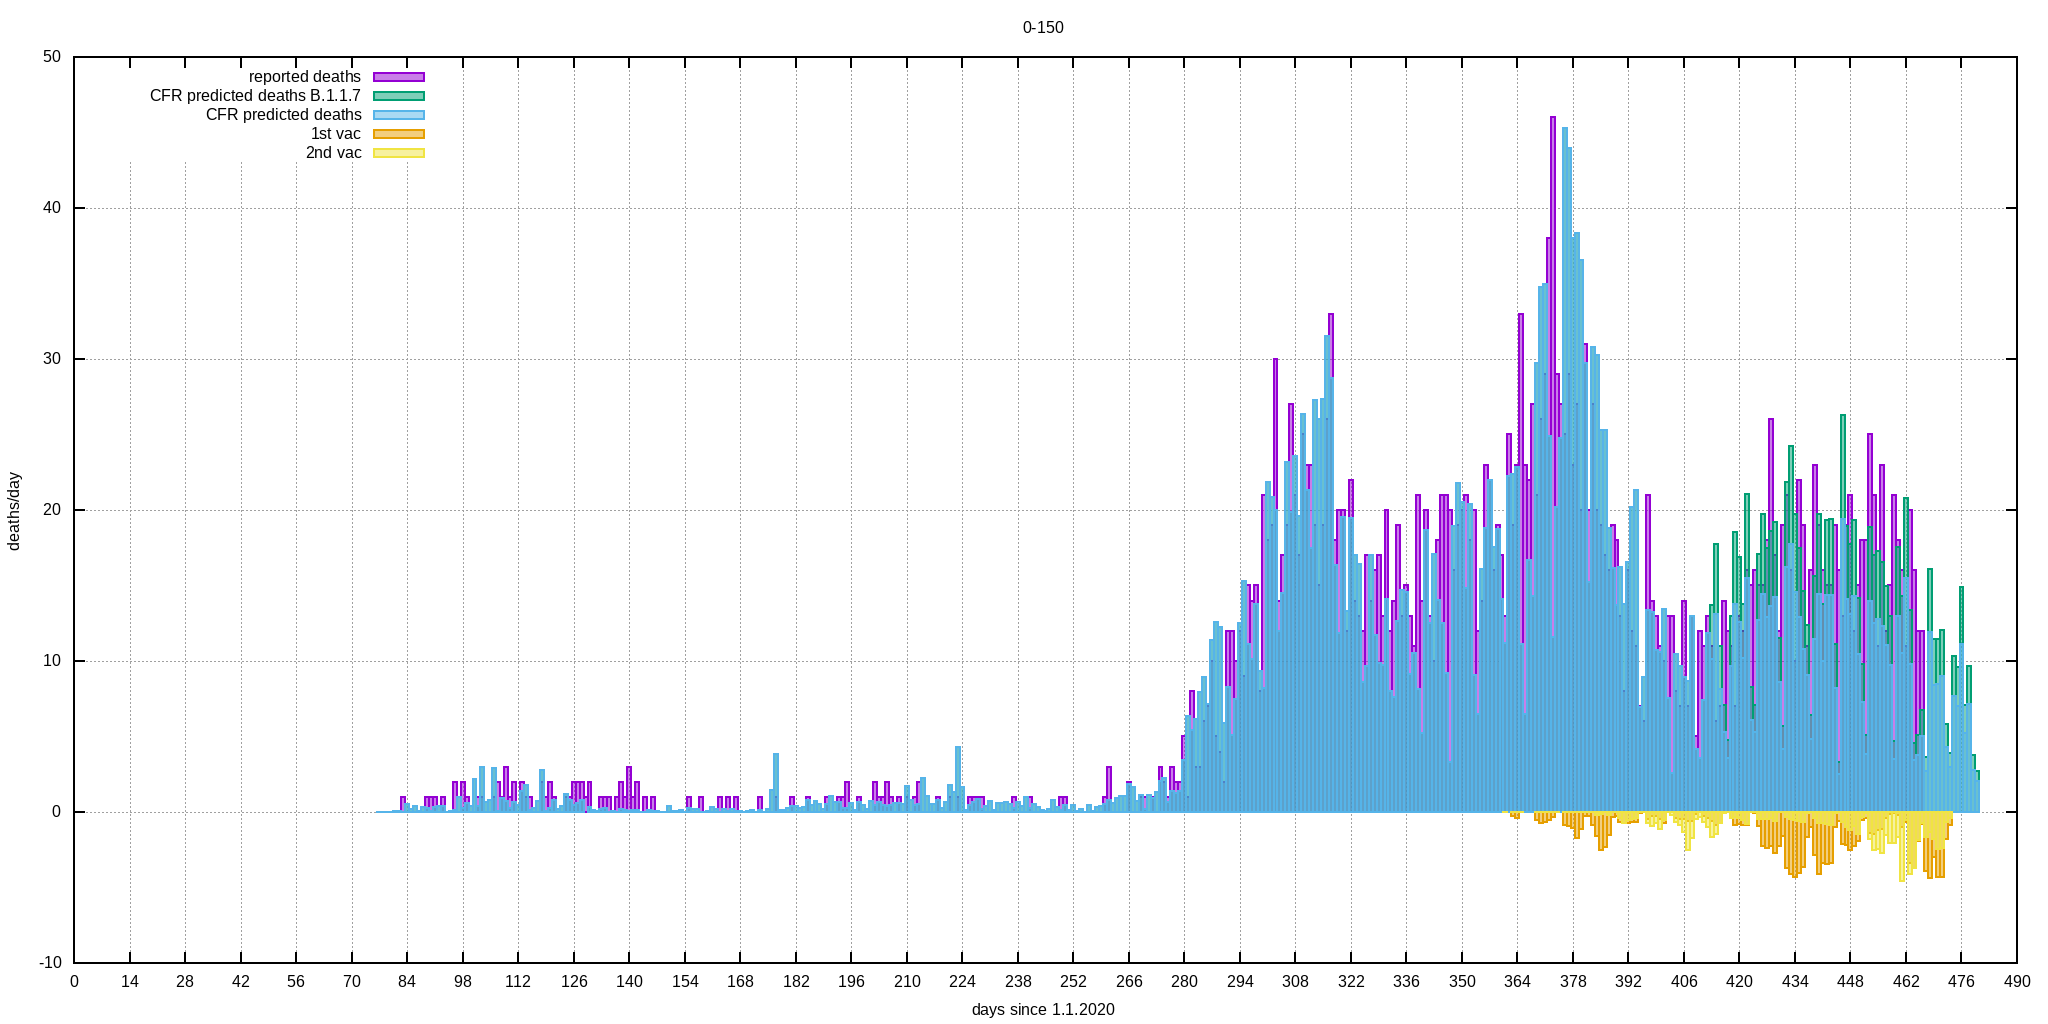 0-150
50
40
30
20
10
0
-10
deaths/day
reported deaths
CFR predicted deaths B.1.1.7
CFR predicted deaths
1st vac
2nd vac
0 14 28 42 56 70 84 98 112 126 140 154 168 182 196 210 224 238 252 266 280 294 308 322 336 350 364 378 392 406 420 434 448 462 476 490
days since 1.1.2020